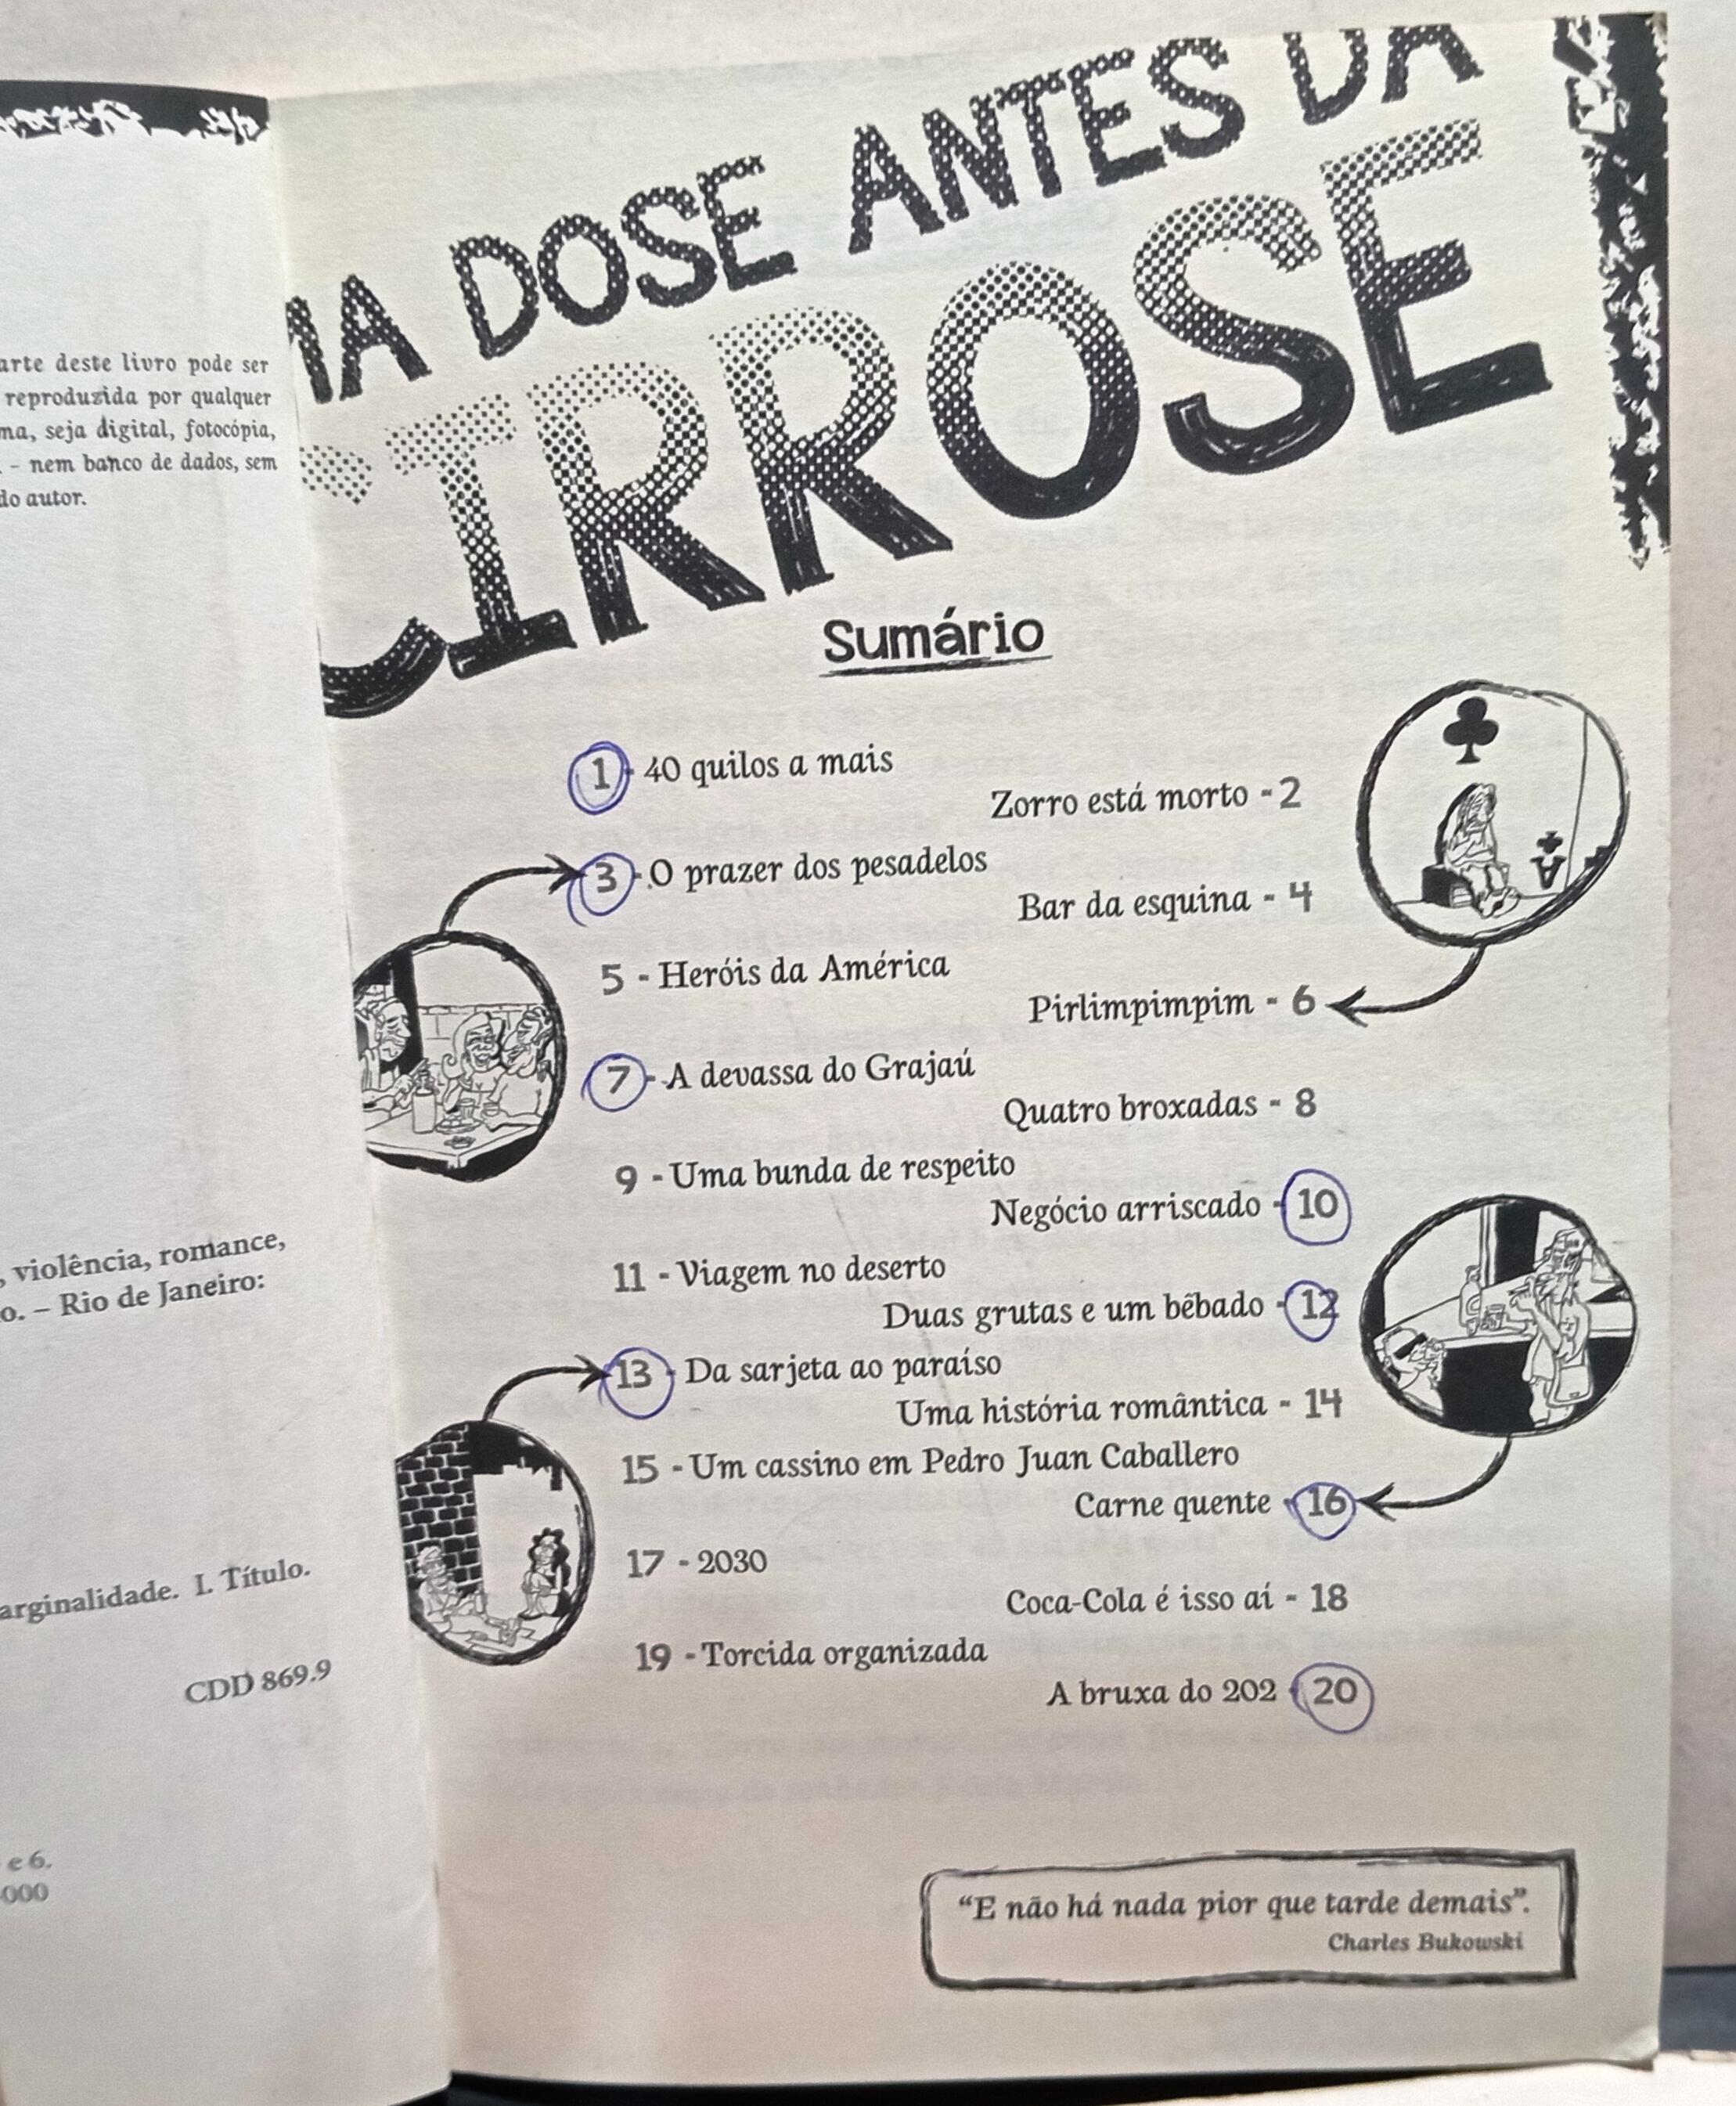 arte deste livro pode ser
reproduzida por qualquer
ma, seja digital, fotocópia,
- nem banco de dados, sem
do autor.
, violência, romance,
o. – Rio de Janeiro:
arginalidade. I. Título.
CDD 869.9
e 6.
000
MA DOSE ANTES DA
CIRROSE
Sumário
1 - 40 quilos a mais
Zorro está morto - 2
3 - O prazer dos pesadelos
Bar da esquina - 4
5 - Heróis da América
Pirlimpimpim - 6
7 - A devassa do Grajaú
Quatro broxadas - 8
9 - Uma bunda de respeito
Negócio arriscado - 10
11 - Viagem no deserto
Duas grutas e um bêbado - 12
13 - Da sarjeta ao paraíso
Uma história romântica - 14
15 - Um cassino em Pedro Juan Caballero
Carne quente - 16
17 - 2030
Coca-Cola é isso aí - 18
19 - Torcida organizada
A bruxa do 202 - 20
“E não há nada pior que tarde demais”.
Charles Bukowski